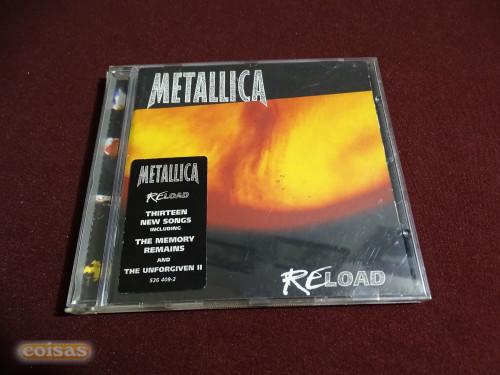 METALLICA
METALLICA
RELOAD
THIRTEEN
NEW SONGS
INCLUDING
THE MEMORY
REMAINS
AND
THE UNFORGIVEN II
536 409-2
RELOAD
coisas